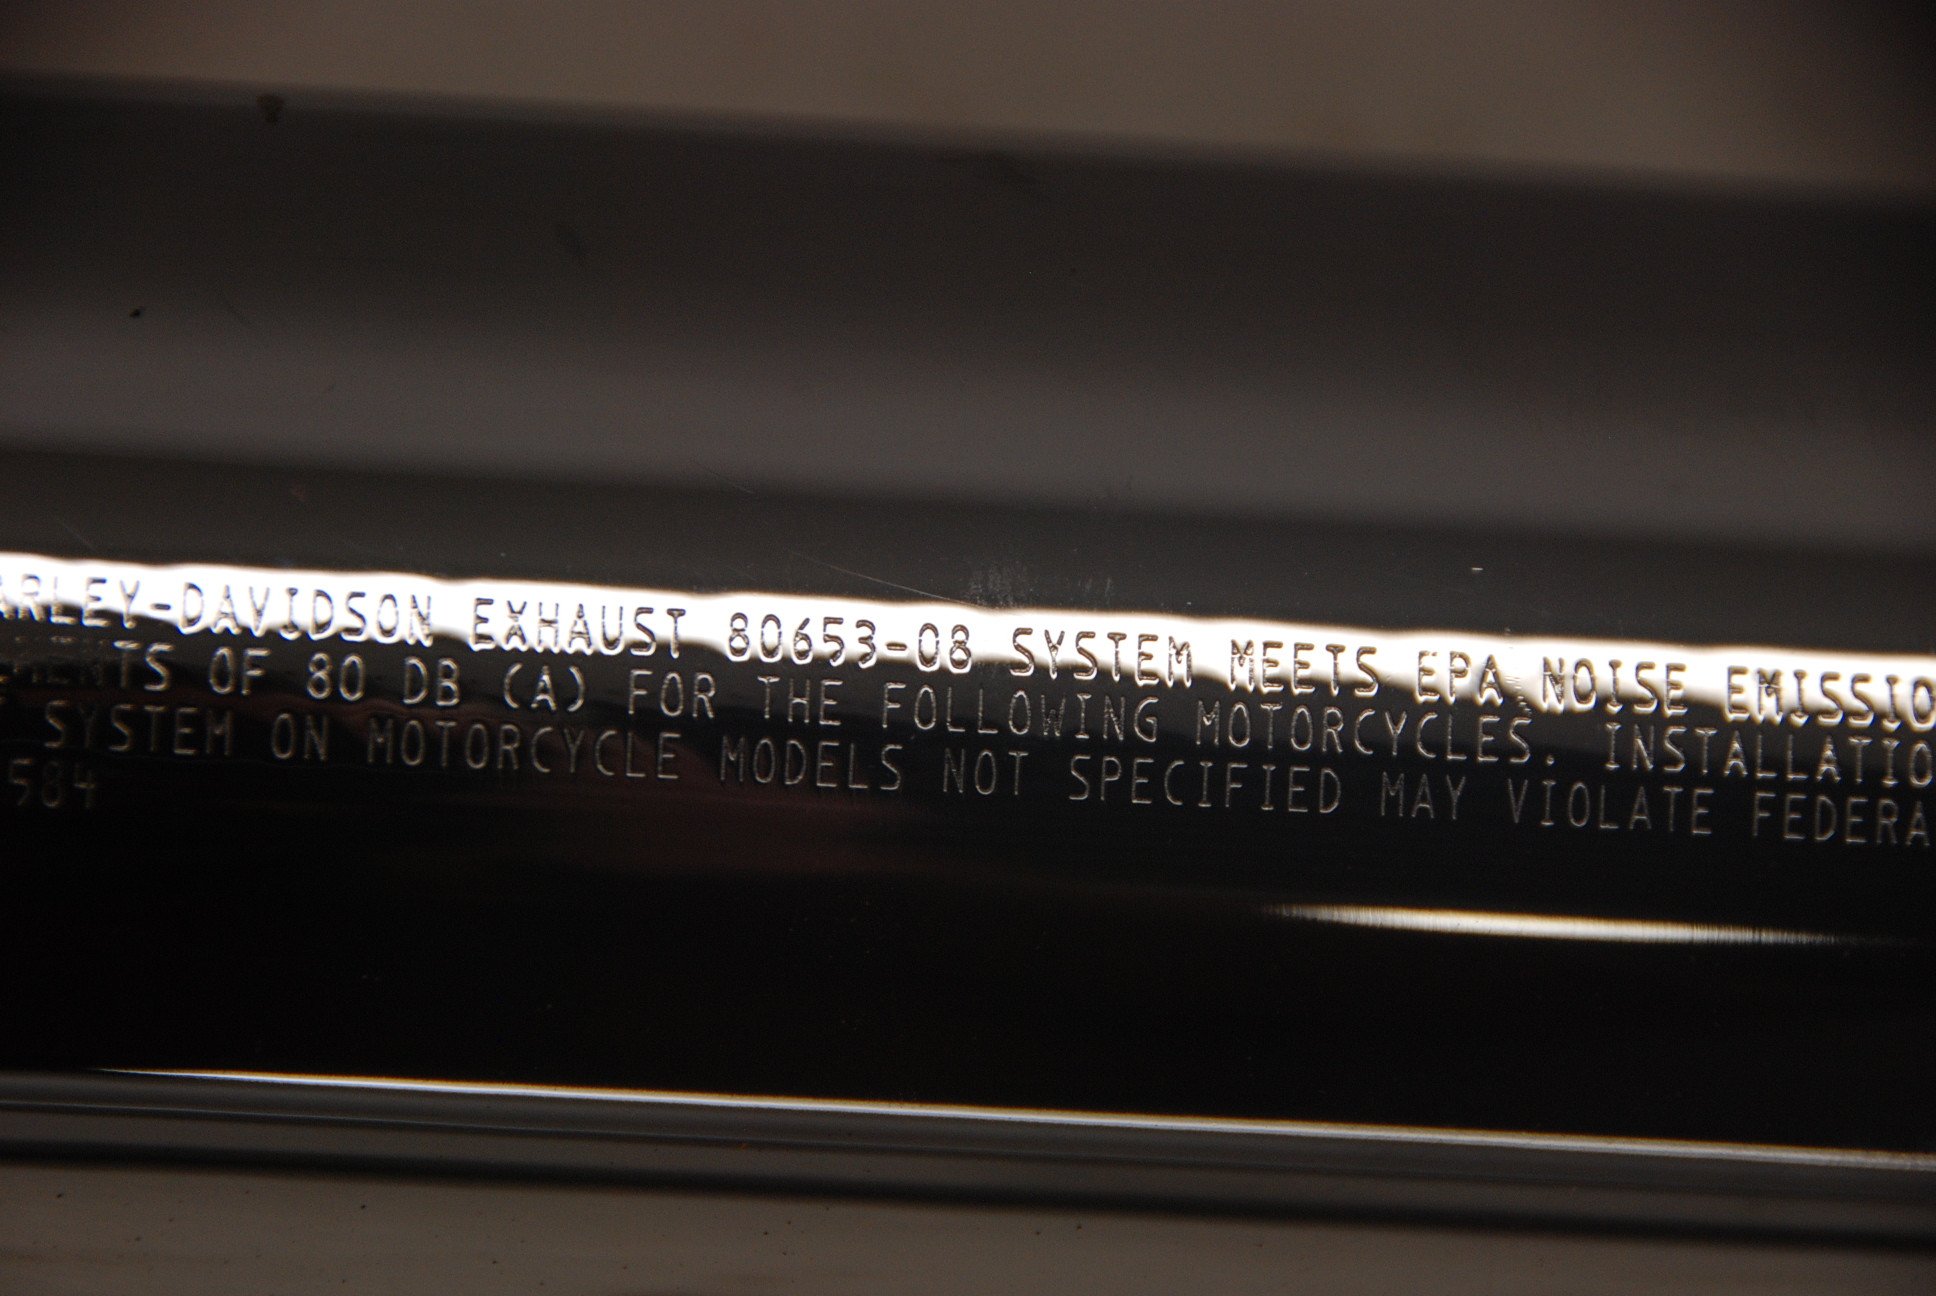 ARLEY-DAVIDSON EXHAUST 80653-08 SYSTEM MEETS EPA NOISE EMISSIO
EMENTS OF 80 DB (A) FOR THE FOLLOWING MOTORCYCLES. INSTALLATIO
SYSTEM ON MOTORCYCLE MODELS NOT SPECIFIED MAY VIOLATE FEDERA
584